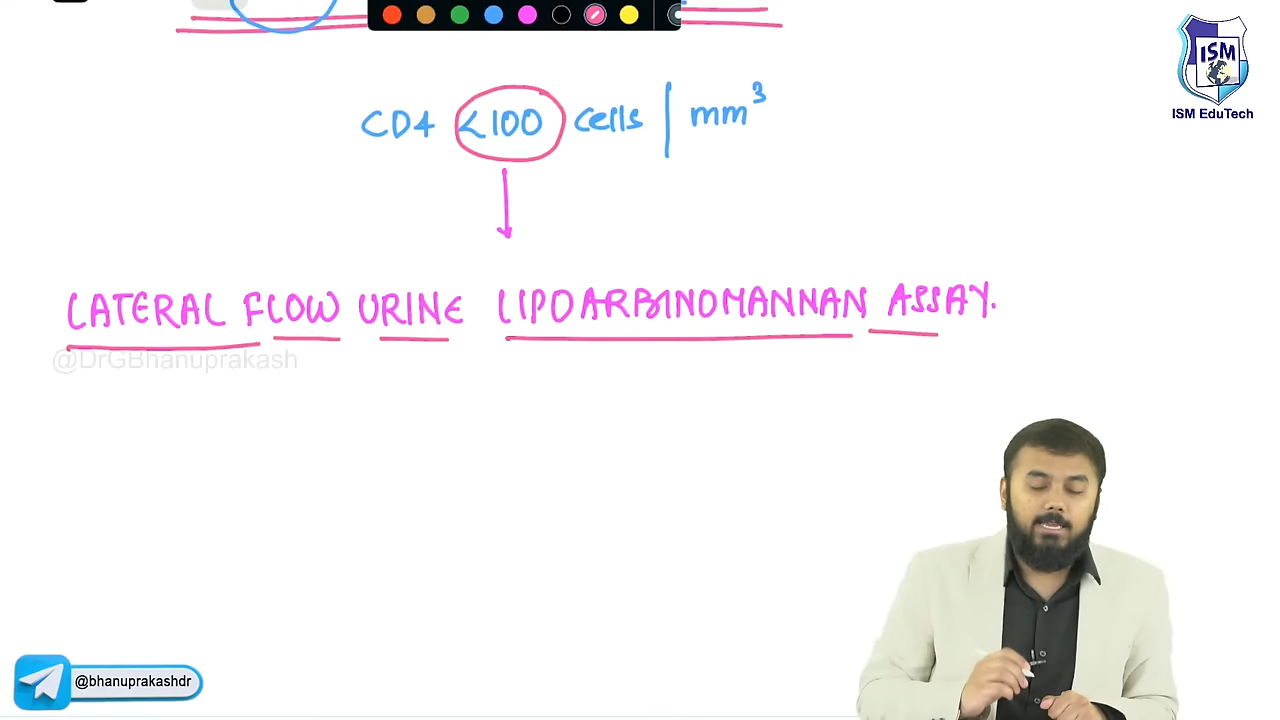 ISM
ISM EduTech
CD4 <100 cells | mm³
LATERAL FLOW URINE LIPOARBINOMANNAN ASSAY.
@DrGBhanuprakash
@bhanuprakashdr